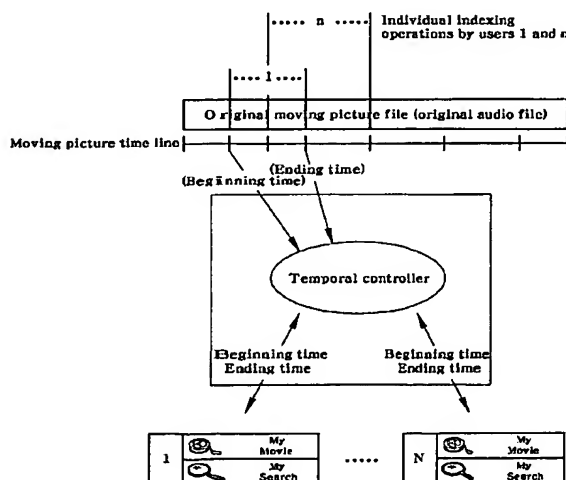 ..... n .....
Individual indexing
operations by users 1 and n
..... 1 .....
Original moving picture file (original audio file)
Moving picture time line
(Beginning time)
(Ending time)
Temporal controller
Beginning time
Ending time
Beginning time
Ending time
1
My
Movie
My
Search
.....
N
My
Movie
My
Search